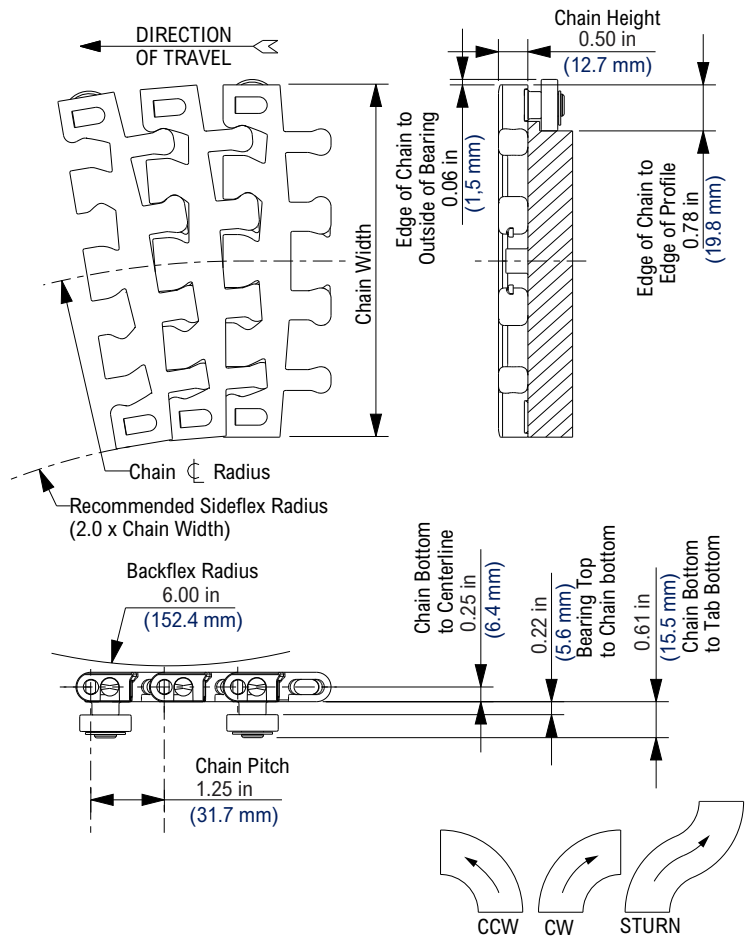 DIRECTION
OF TRAVEL
Chain Height
0.50 in
(12.7 mm)
Edge of Chain to
Outside of Bearing
0.06 in
(1,5 mm)
Edge of Chain to
Edge of Profile
0.78 in
(19.8 mm)
Chain Width
Chain ℄ Radius
Recommended Sideflex Radius
(2.0 x Chain Width)
Backflex Radius
6.00 in
(152.4 mm)
Chain Bottom
to Centerline
0.25 in
(6.4 mm)
0.22 in
(5.6 mm)
Bearing Top
to Chain bottom
0.61 in
(15.5 mm)
Chain Bottom
to Tab Bottom
Chain Pitch
1.25 in
(31.7 mm)
CCW
CW
STURN